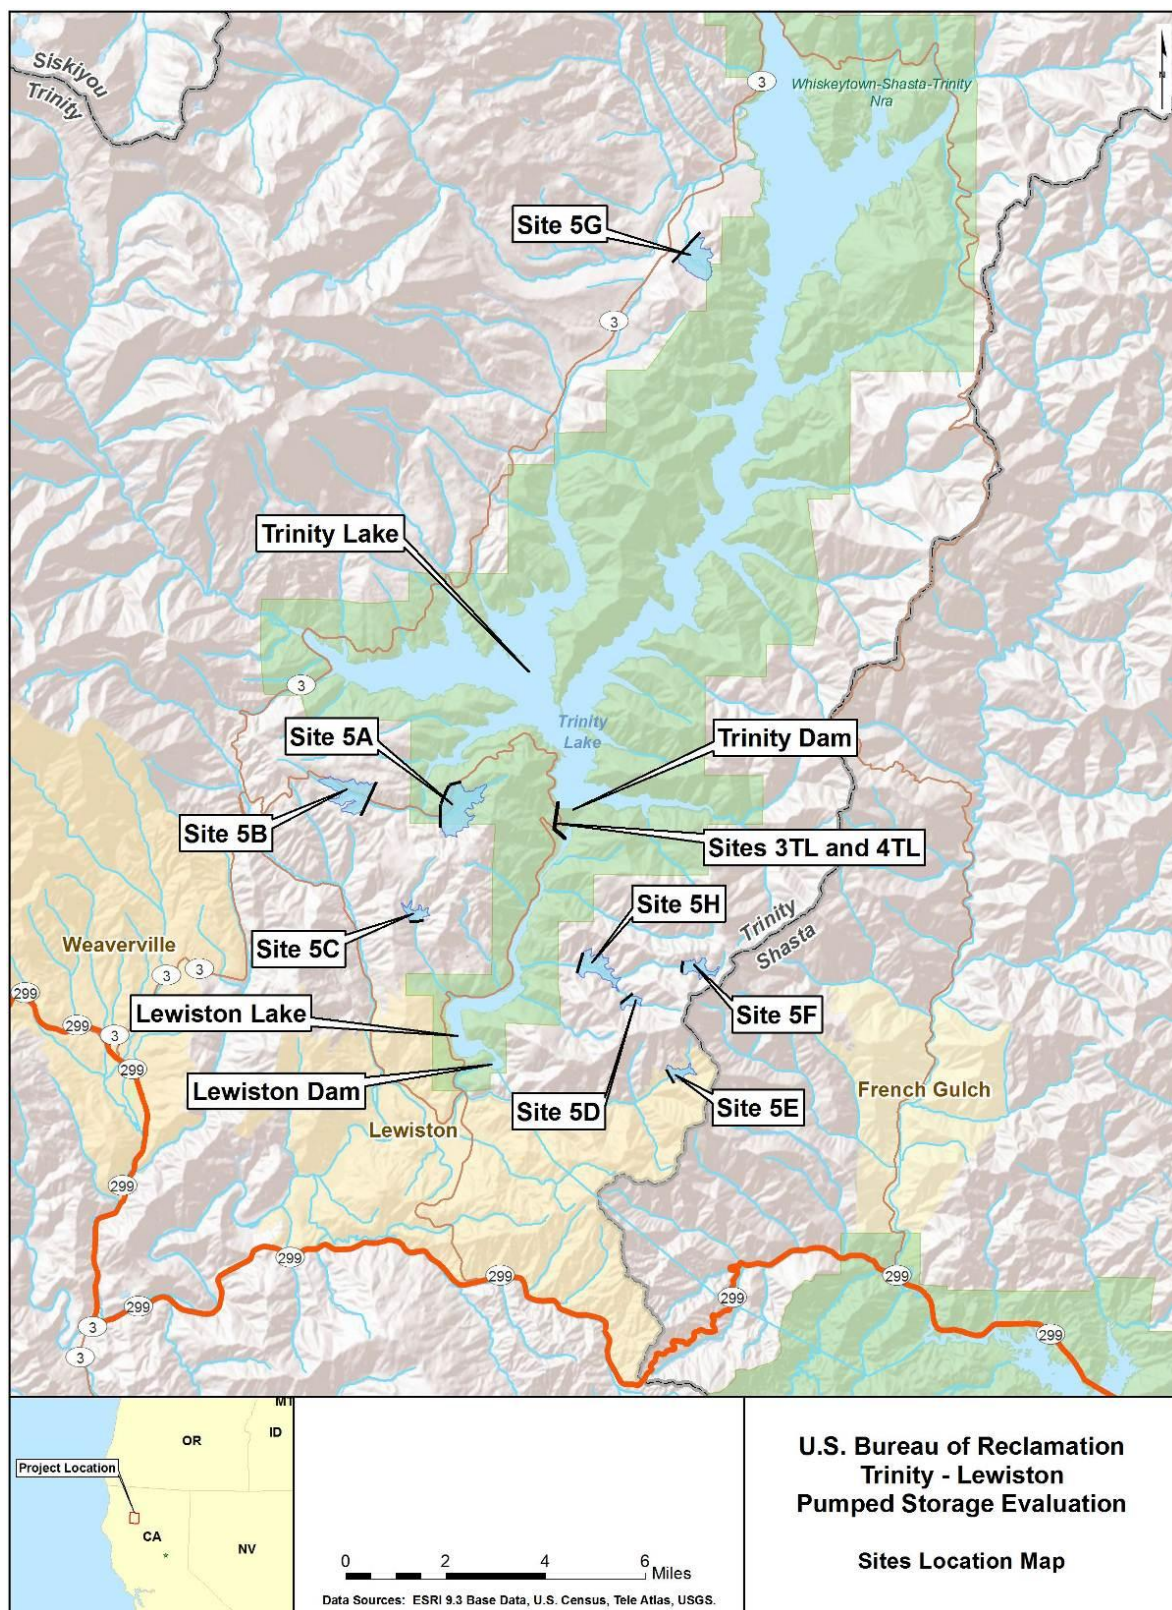 Siskiyou
Trinity
3
Whiskeytown-Shasta-Trinity
Nra
N
Site 5G
3
Trinity Lake
3
Trinity
Lake
Site 5A
Trinity Dam
Site 5B
Sites 3TL and 4TL
Site 5H
Trinity
Shasta
Weaverville
Site 5C
3
3
299
299
3
299
Lewiston Lake
Site 5F
Lewiston Dam
Site 5D
Site 5E
French Gulch
Lewiston
299
299
299
299
299
299
299
3
3
MT
OR
ID
Project Location
CA
NV
0 2 4 6
Miles
Data Sources: ESRI 9.3 Base Data, U.S. Census, Tele Atlas, USGS.
U.S. Bureau of Reclamation
Trinity - Lewiston
Pumped Storage Evaluation
Sites Location Map